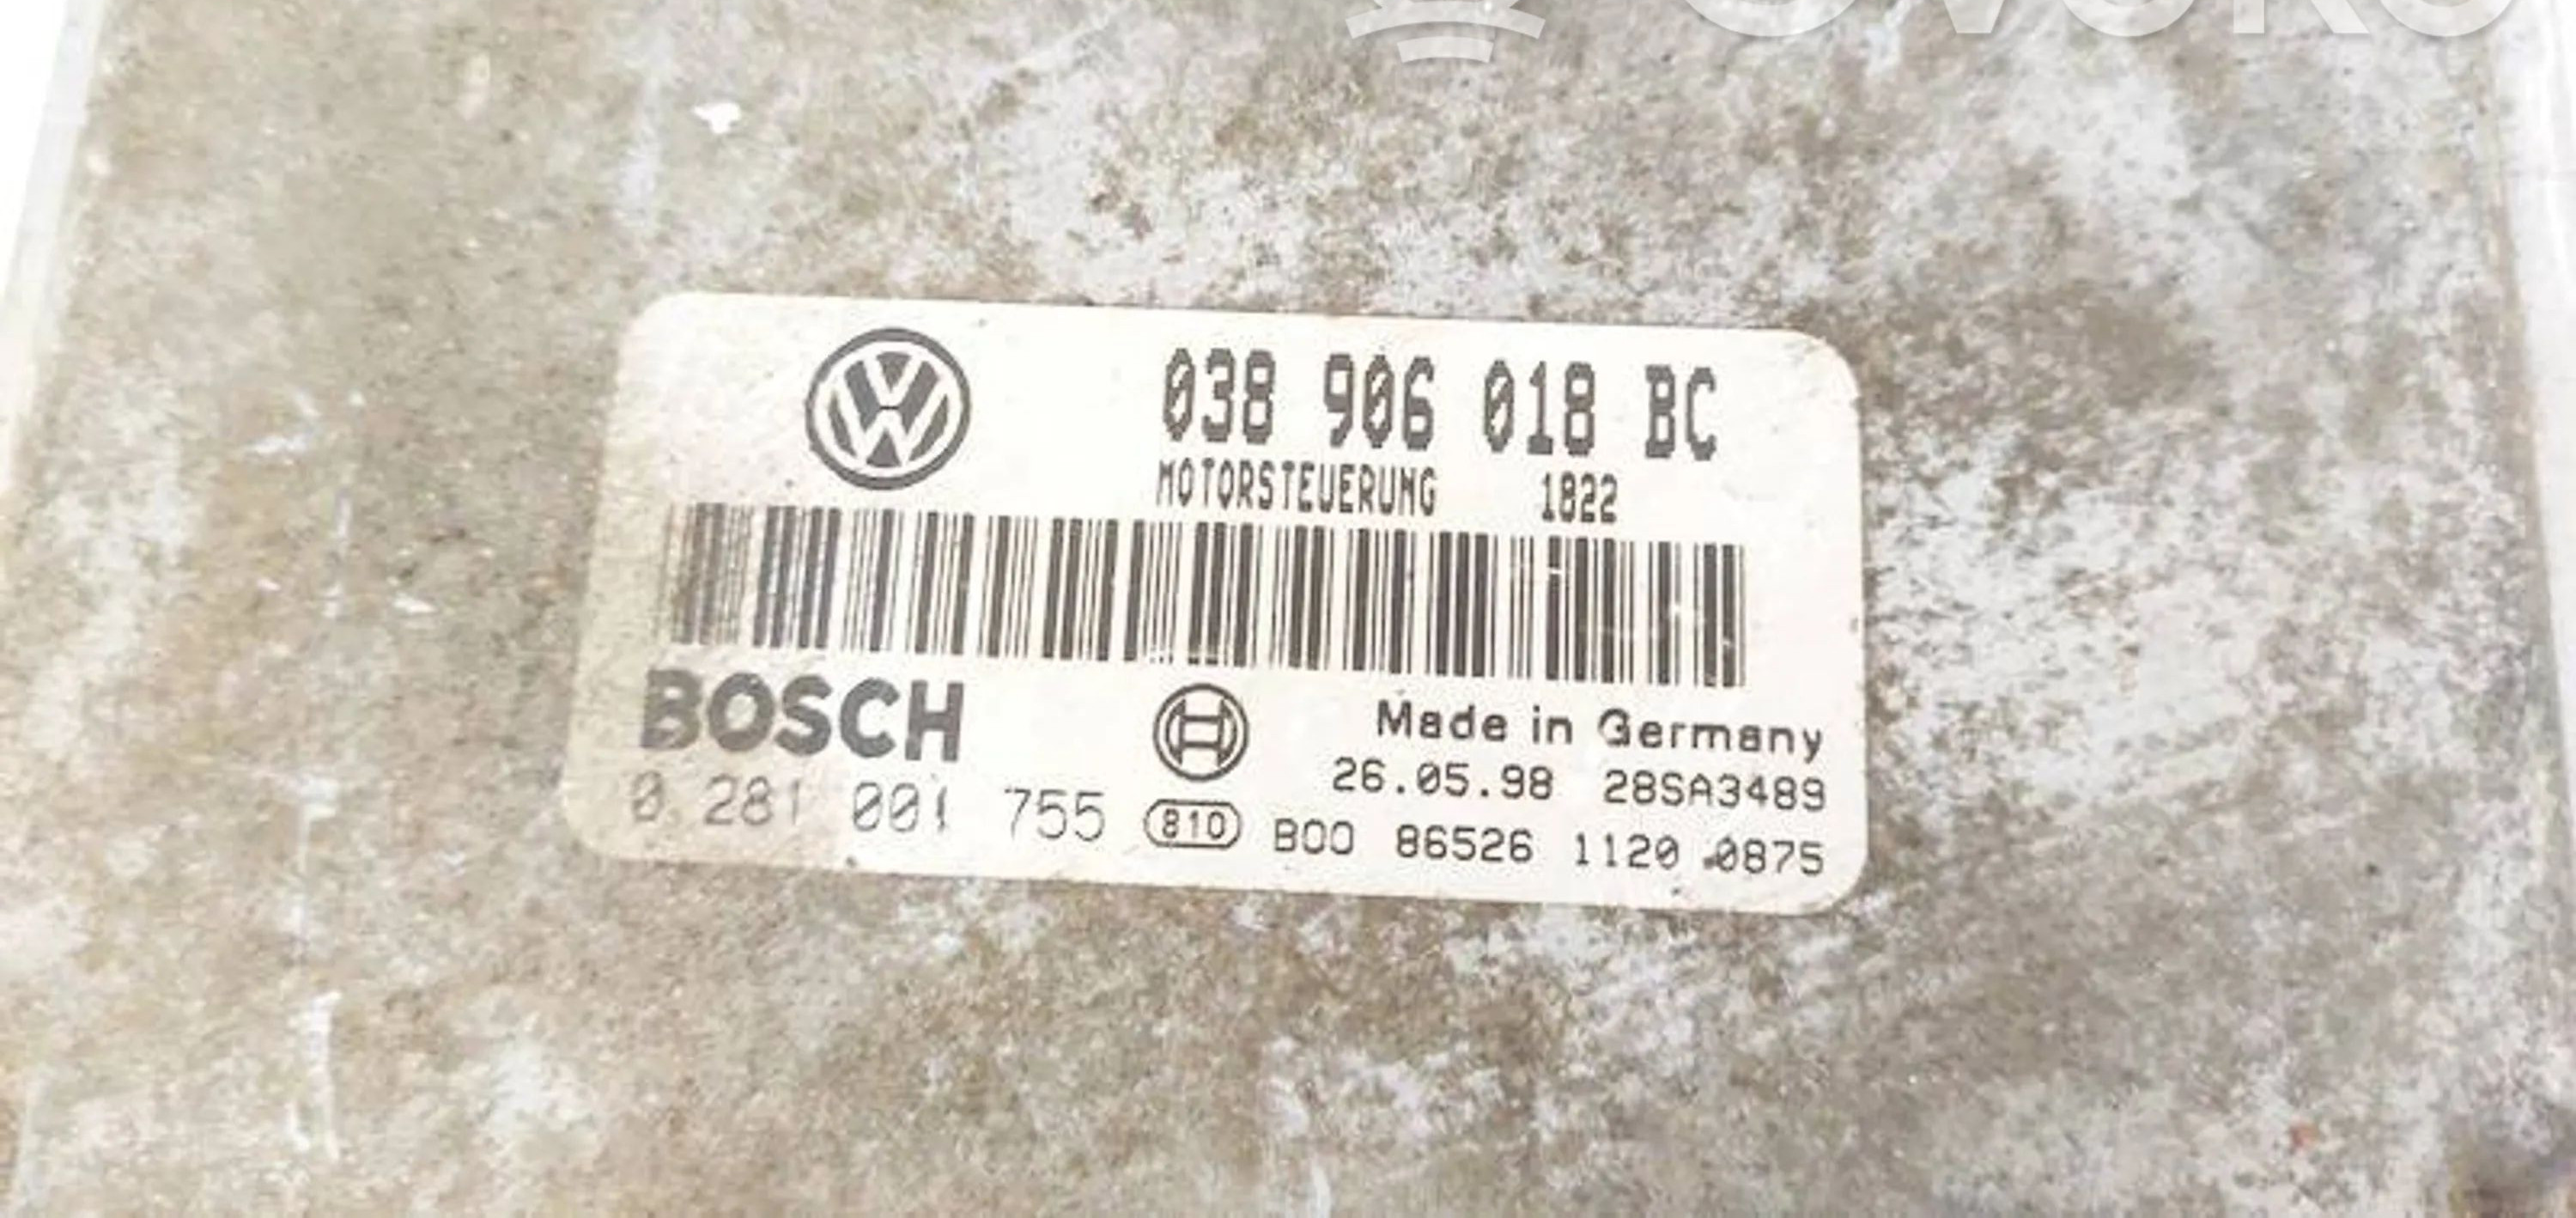 038 906 018 BC
MOTORSTEUERUNG 1822
BOSCH
Made in Germany
26.05.98 28SA3489
0 281 001 755 810 B00 86526 1120 0875